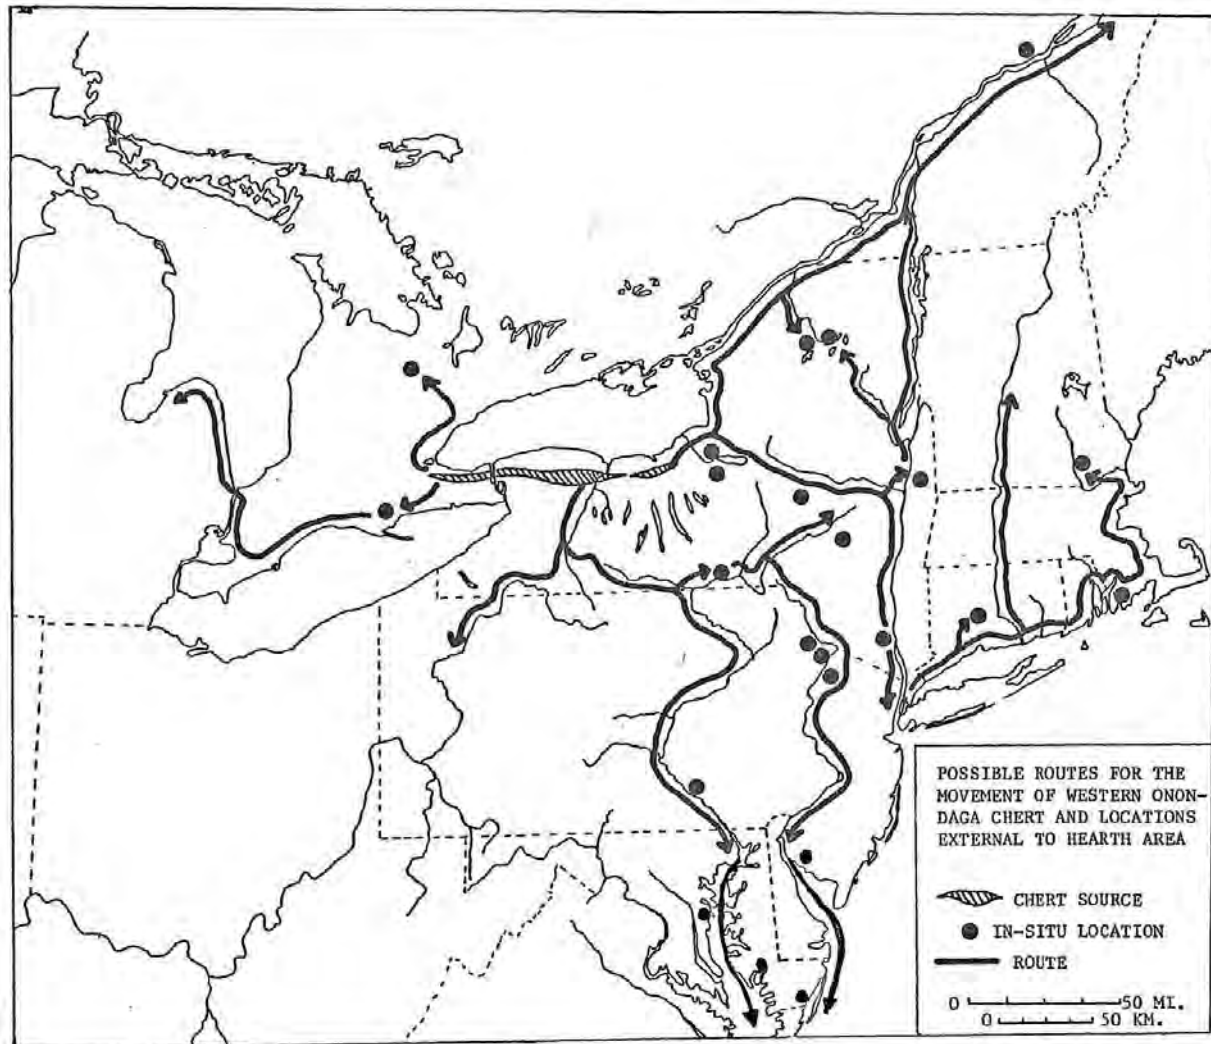 POSSIBLE ROUTES FOR THE
MOVEMENT OF WESTERN ONON-
DAGA CHERT AND LOCATIONS
EXTERNAL TO HEARTH AREA
CHERT SOURCE
IN-SITU LOCATION
ROUTE
0 50 MI.
0 50 KM.